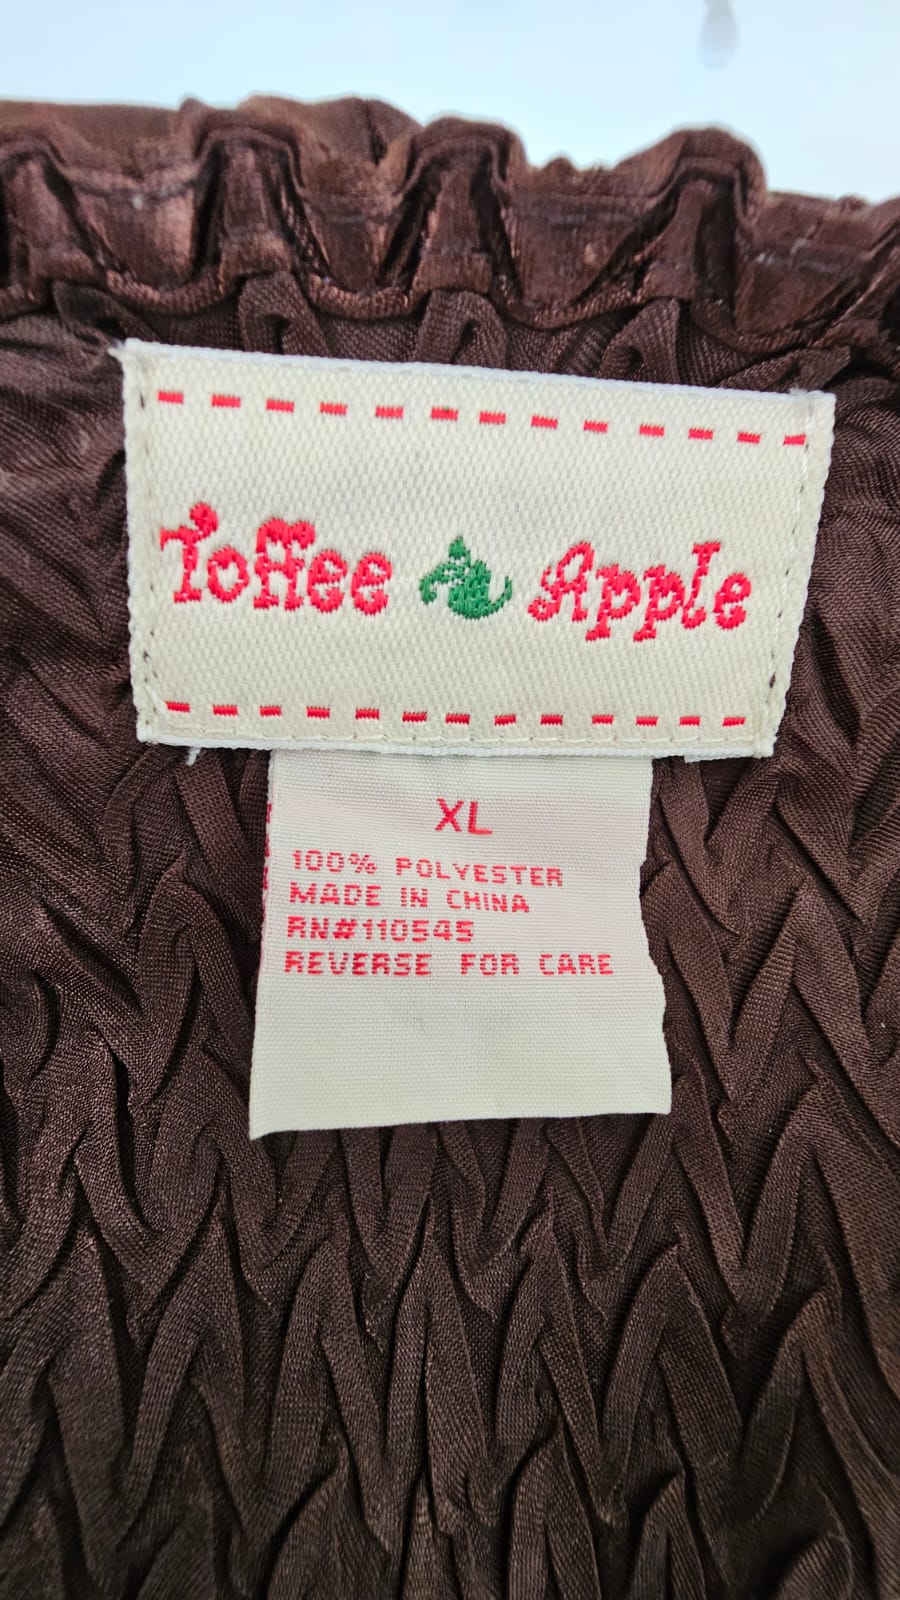 Toffee Apple
XL
100% POLYESTER
MADE IN CHINA
RN#110545
REVERSE FOR CARE